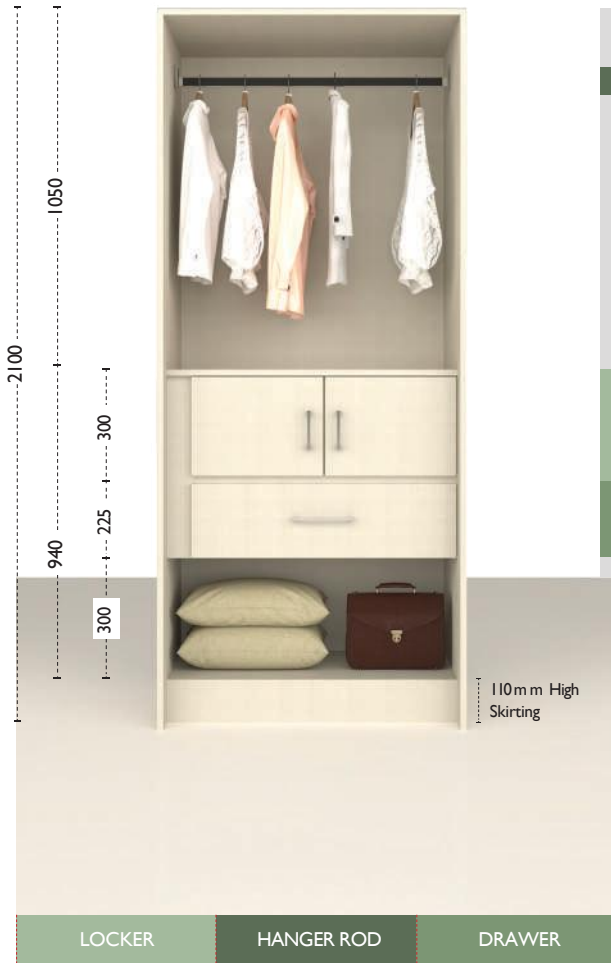 1050
2100
300
225
940
300
110mm High
Skirting
LOCKER
HANGER ROD
DRAWER